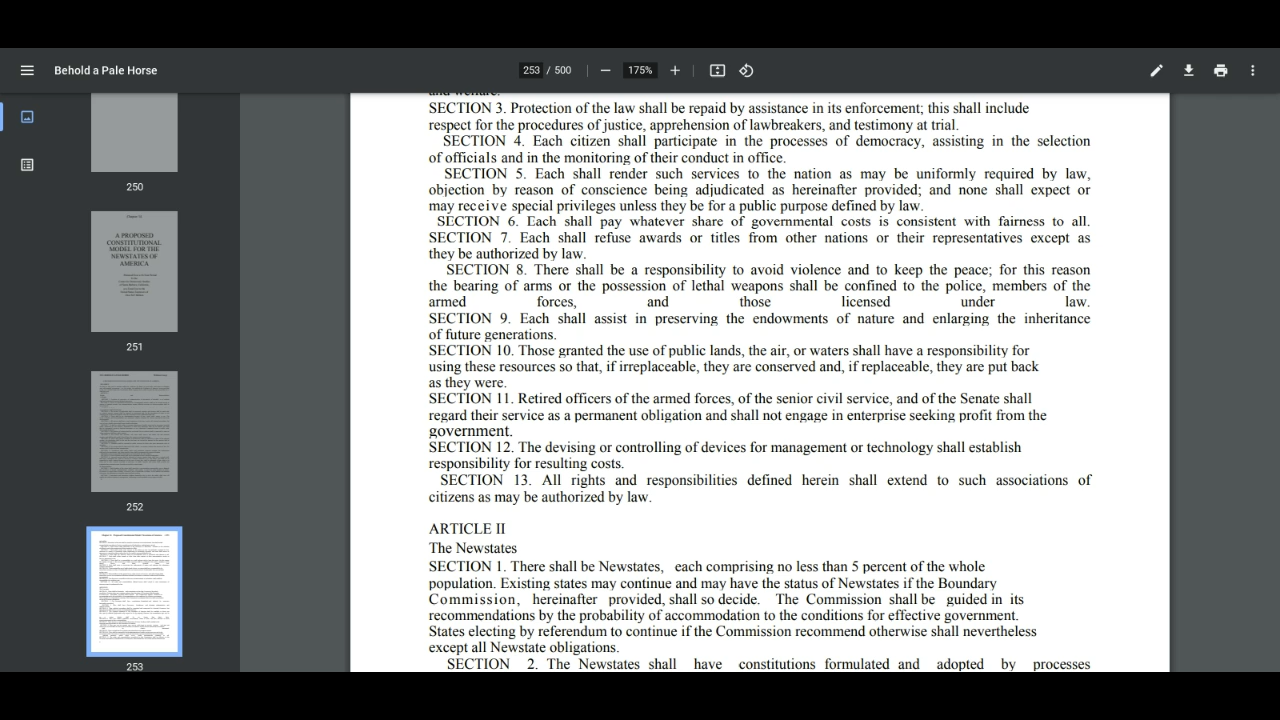 Behold a Pale Horse
253 / 500
175%
250
A PROPOSED
CONSTITUTIONAL
MODEL FOR THE
NEWSTATES OF
AMERICA
251
252
253
and welfare.
SECTION 3. Protection of the law shall be repaid by assistance in its enforcement; this shall include
respect for the procedures of justice, apprehension of lawbreakers, and testimony at trial.
SECTION 4. Each citizen shall participate in the processes of democracy, assisting in the selection
of officials and in the monitoring of their conduct in office.
SECTION 5. Each shall render such services to the nation as may be uniformly required by law,
objection by reason of conscience being adjudicated as hereinafter provided; and none shall expect or
may receive special privileges unless they be for a public purpose defined by law.
SECTION 6. Each shall pay whatever share of governmental costs is consistent with fairness to all.
SECTION 7. Each shall refuse awards or titles from other nations or their representatives except as
they be authorized by law.
SECTION 8. There shall be a responsibility to avoid violence and to keep the peace; for this reason
the bearing of arms or the possession of lethal weapons shall be confined to the police, members of the
armed forces, and those licensed under law.
SECTION 9. Each shall assist in preserving the endowments of nature and enlarging the inheritance
of future generations.
SECTION 10. Those granted the use of public lands, the air, or waters shall have a responsibility for
using these resources so that, if irreplaceable, they are conserved and, if replaceable, they are put back
as they were.
SECTION 11. Retired officers of the armed forces, of the senior civil service, and of the Senate shall
regard their service as a permanent obligation and shall not engage in enterprise seeking profit from the
government.
SECTION 12. The devising or controlling of devices for management or technology shall establish
responsibility for resulting costs.
SECTION 13. All rights and responsibilities defined herein shall extend to such associations of
citizens as may be authorized by law.
ARTICLE II
The Newstates
SECTION 1. There shall be Newstates, each comprising no less than 5 percent of the whole
population. Existing states may continue and may have the status of Newstates if the Boundary
Commission, hereinafter provided, shall so decide. The Commission shall be guided in its
recommendations by the probability of accommodation to the conditions for effective government.
States electing by referendum to continue if the Commission recommend otherwise shall nevertheless
except all Newstate obligations.
SECTION 2. The Newstates shall have constitutions formulated and adopted by processes